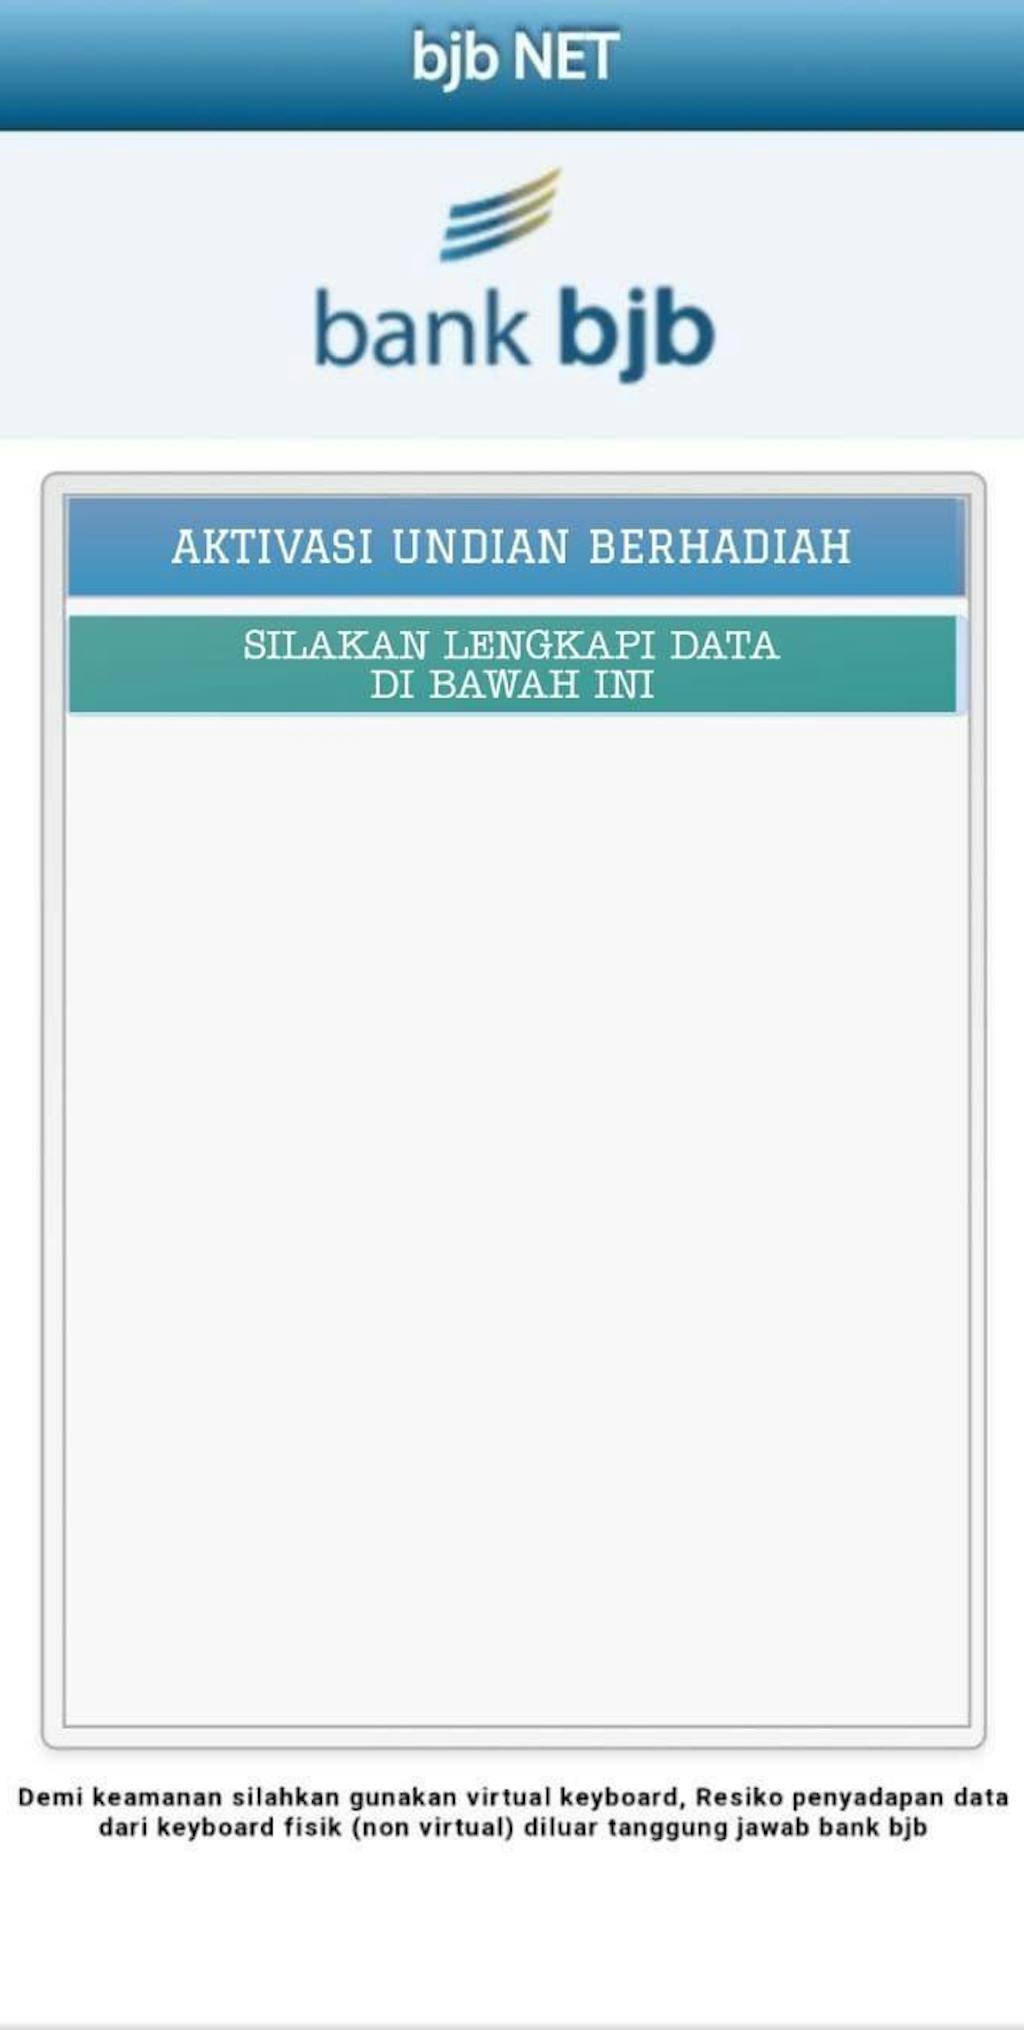 bjb NET
bank bjb
AKTIVASI UNDIAN BERHADIAH
SILAKAN LENGKAPI DATA
DI BAWAH INI
Demi keamanan silahkan gunakan virtual keyboard, Resiko penyadapan data
dari keyboard fisik (non virtual) diluar tanggung jawab bank bjb